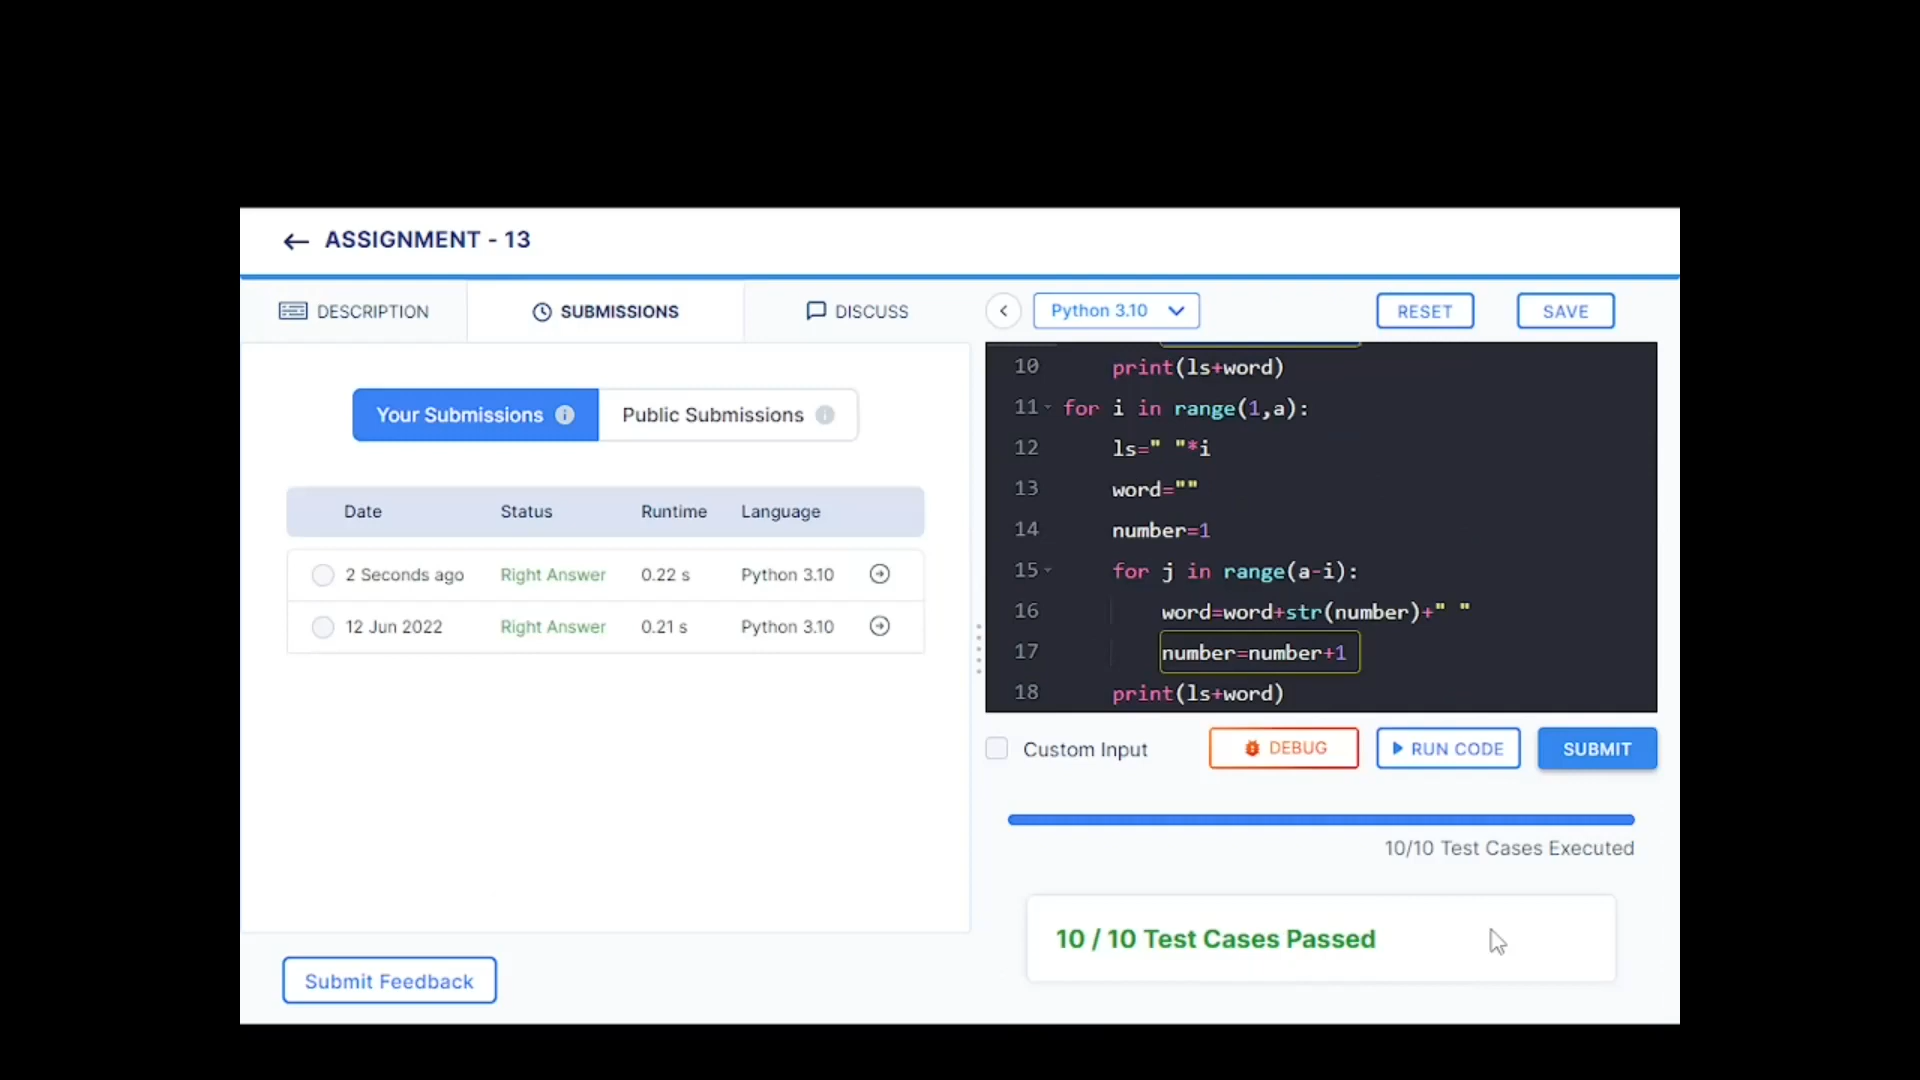 ASSIGNMENT - 13
DESCRIPTION
SUBMISSIONS
DISCUSS
Your Submissions
Public Submissions
Date Status Runtime Language
2 Seconds ago Right Answer 0.22 s Python 3.10
12 Jun 2022 Right Answer 0.21 s Python 3.10
Submit Feedback
Python 3.10
RESET
SAVE
10 print(ls+word)
11 for i in range(1,a):
12 ls=" "*i
13 word=""
14 number=1
15 for j in range(a-i):
16 word=word+str(number)+" "
17 number=number+1
18 print(ls+word)
Custom Input
DEBUG
RUN CODE
SUBMIT
10/10 Test Cases Executed
10 / 10 Test Cases Passed